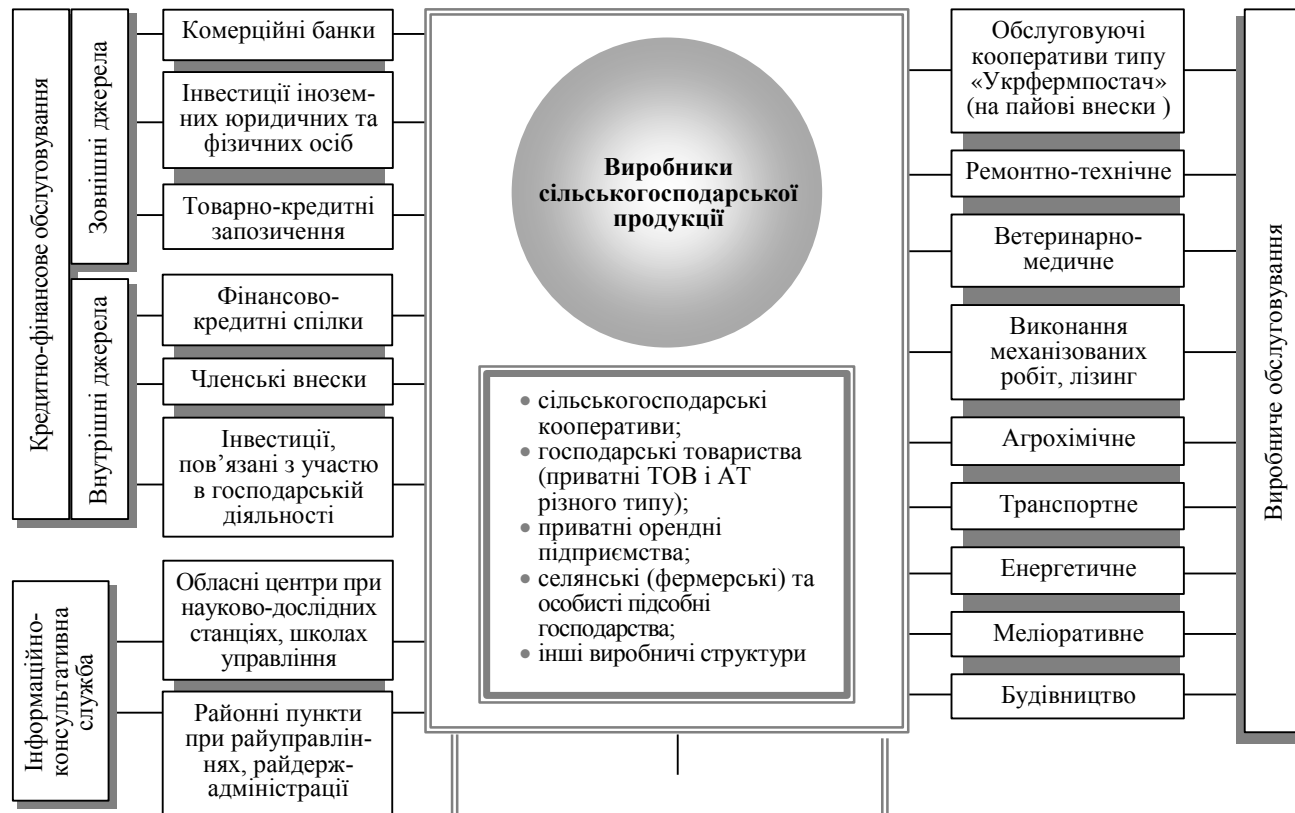 Кредитно-фінансове обслуговування
Зовнішні джерела
Комерційні банки
Інвестиції інозем-
них юридичних та
фізичних осіб
Товарно-кредитні
запозичення
Внутрішні джерела
Фінансово-
кредитні спілки
Членські внески
Інвестиції,
пов’язані з участю
в господарській
діяльності
Інформаційно-
консультативна
служба
Обласні центри при
науково-дослідних
станціях, школах
управління
Районні пункти
при райуправлін-
нях, райдерж-
адміністрації
Виробники
сільськогосподарської
продукції
• сільськогосподарські
кооперативи;
• господарські товариства
(приватні ТОВ і АТ
різного типу);
• приватні орендні
підприємства;
• селянські (фермерські) та
особисті підсобні
господарства;
• інші виробничі структури
Обслуговуючі
кооперативи типу
«Укрфермпостач»
(на пайові внески )
Ремонтно-технічне
Ветеринарно-
медичне
Виконання
механізованих
робіт, лізинг
Агрохімічне
Транспортне
Енергетичне
Меліоративне
Будівництво
Виробниче обслуговування